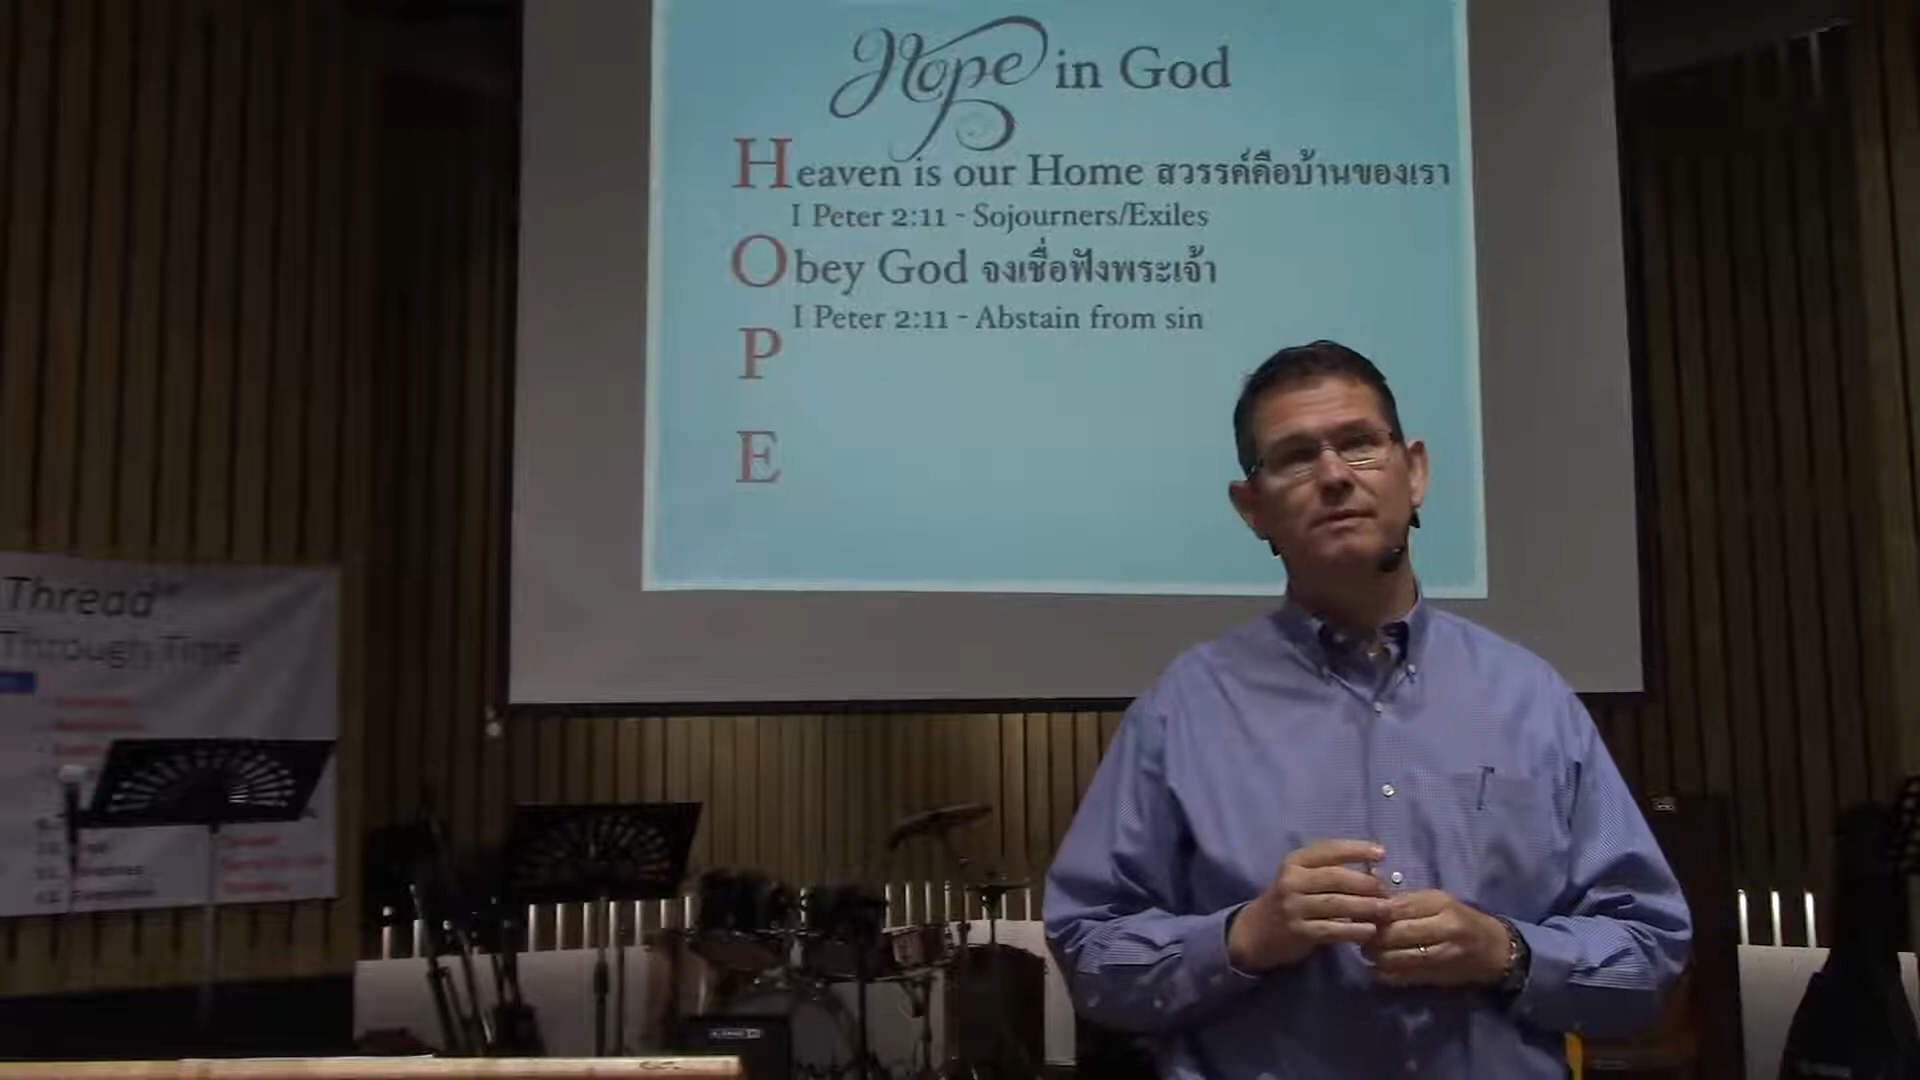 Hope in God
Heaven is our Home สวรรค์คือบ้านของเรา
I Peter 2:11 - Sojourners/Exiles
Obey God จงเชื่อฟังพระเจ้า
I Peter 2:11 - Abstain from sin
P
E
Thread"
Through Time